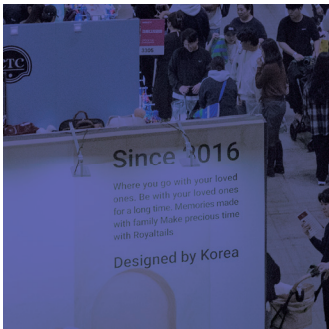 CTC
Since 2016
Where you go with your loved
ones. Be with your loved ones
for a long time. Memories made
with family Make precious time
with Royaltails
Designed by Korea